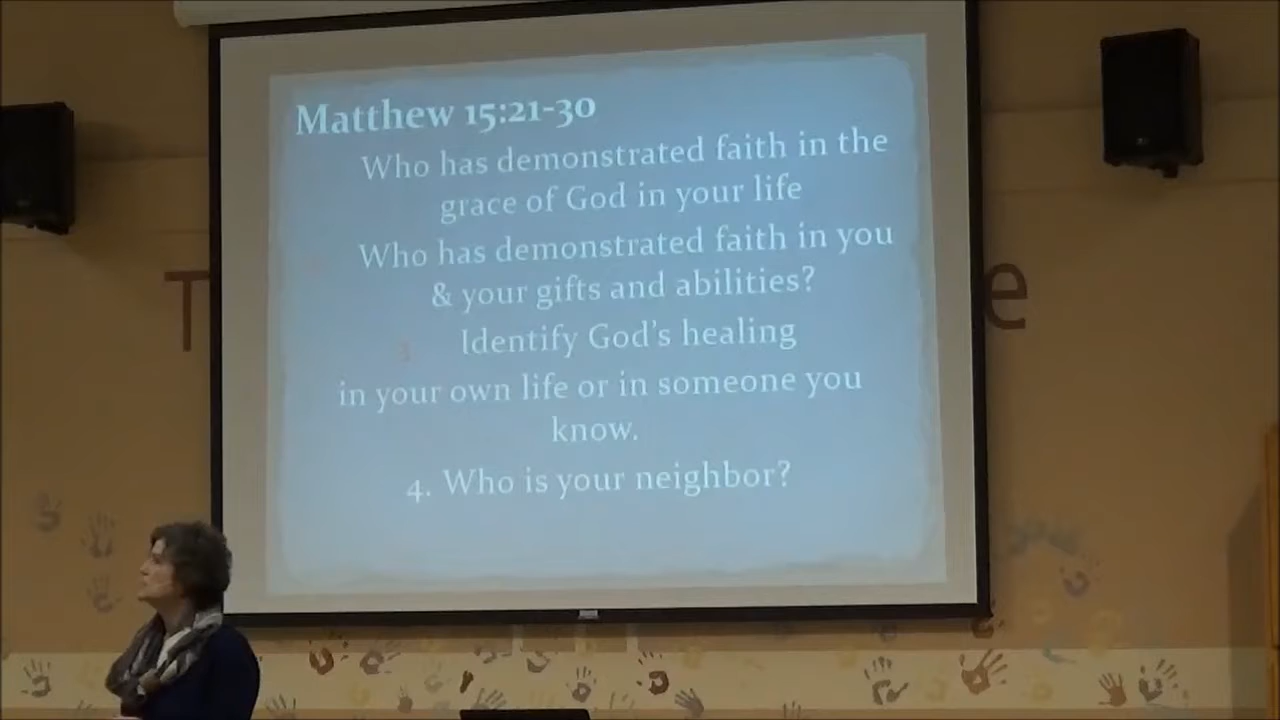 Matthew 15:21-30
Who has demonstrated faith in the
grace of God in your life
Who has demonstrated faith in you
& your gifts and abilities?
3 Identify God's healing
in your own life or in someone you
know.
4. Who is your neighbor?
T
e